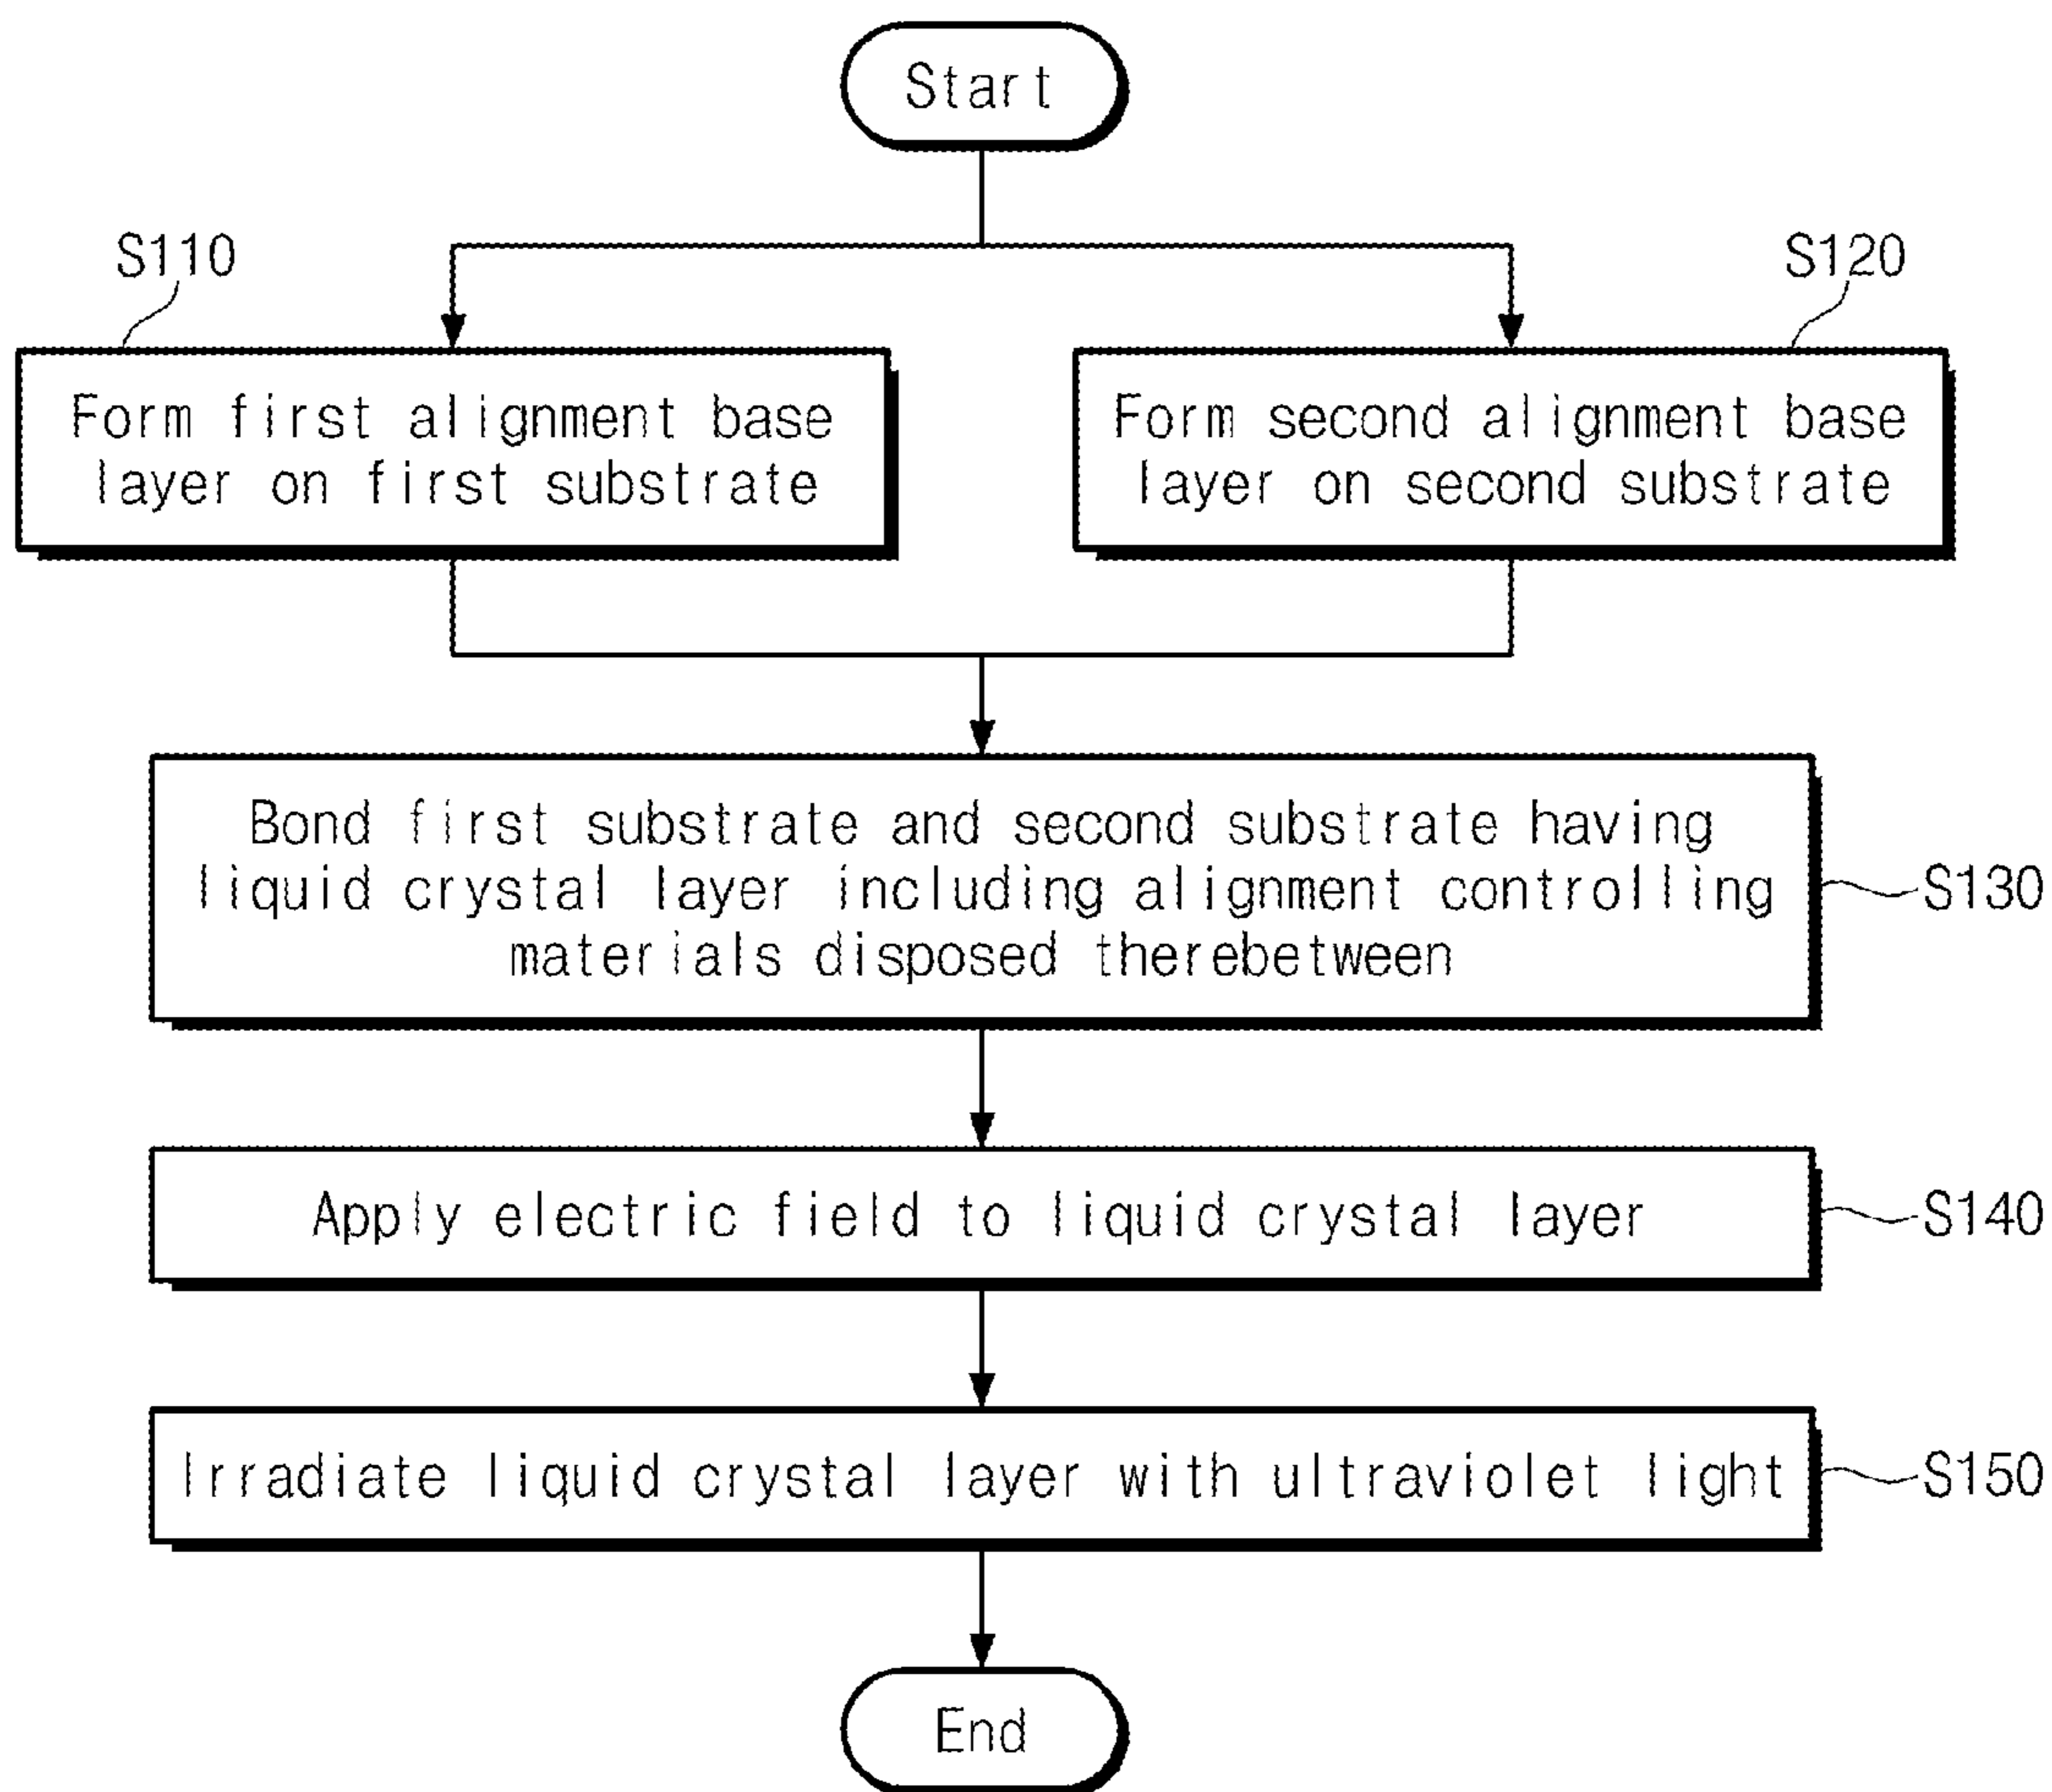 Start
S110
S120
Form first alignment base
layer on first substrate
Form second alignment base
layer on second substrate
Bond first substrate and second substrate having
liquid crystal layer including alignment controlling
materials disposed therebetween
S130
Apply electric field to liquid crystal layer
S140
Irradiate liquid crystal layer with ultraviolet light
S150
End